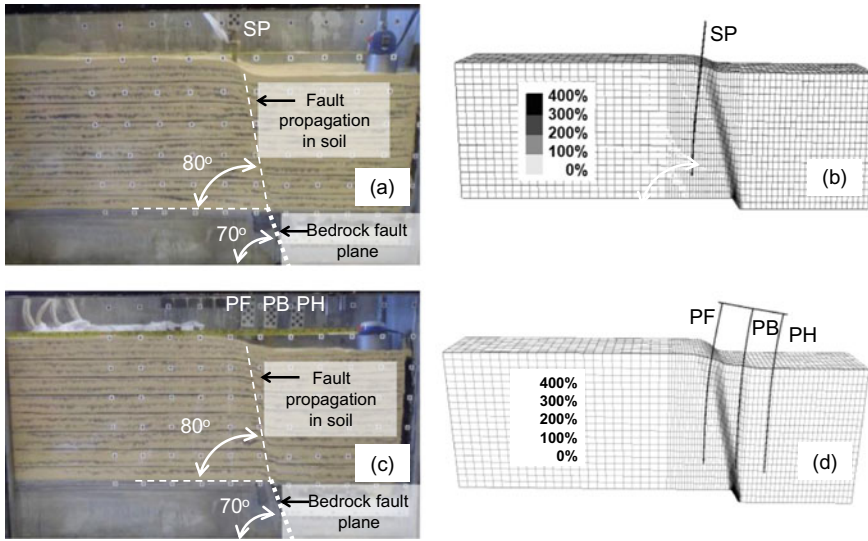 SP
Fault
propagation
in soil
80°
(a)
70°
Bedrock fault
plane
SP
400%
300%
200%
100%
0%
(b)
PF PB PH
Fault
propagation
in soil
80°
(c)
70°
Bedrock fault
plane
PF
PB
PH
400%
300%
200%
100%
0%
(d)